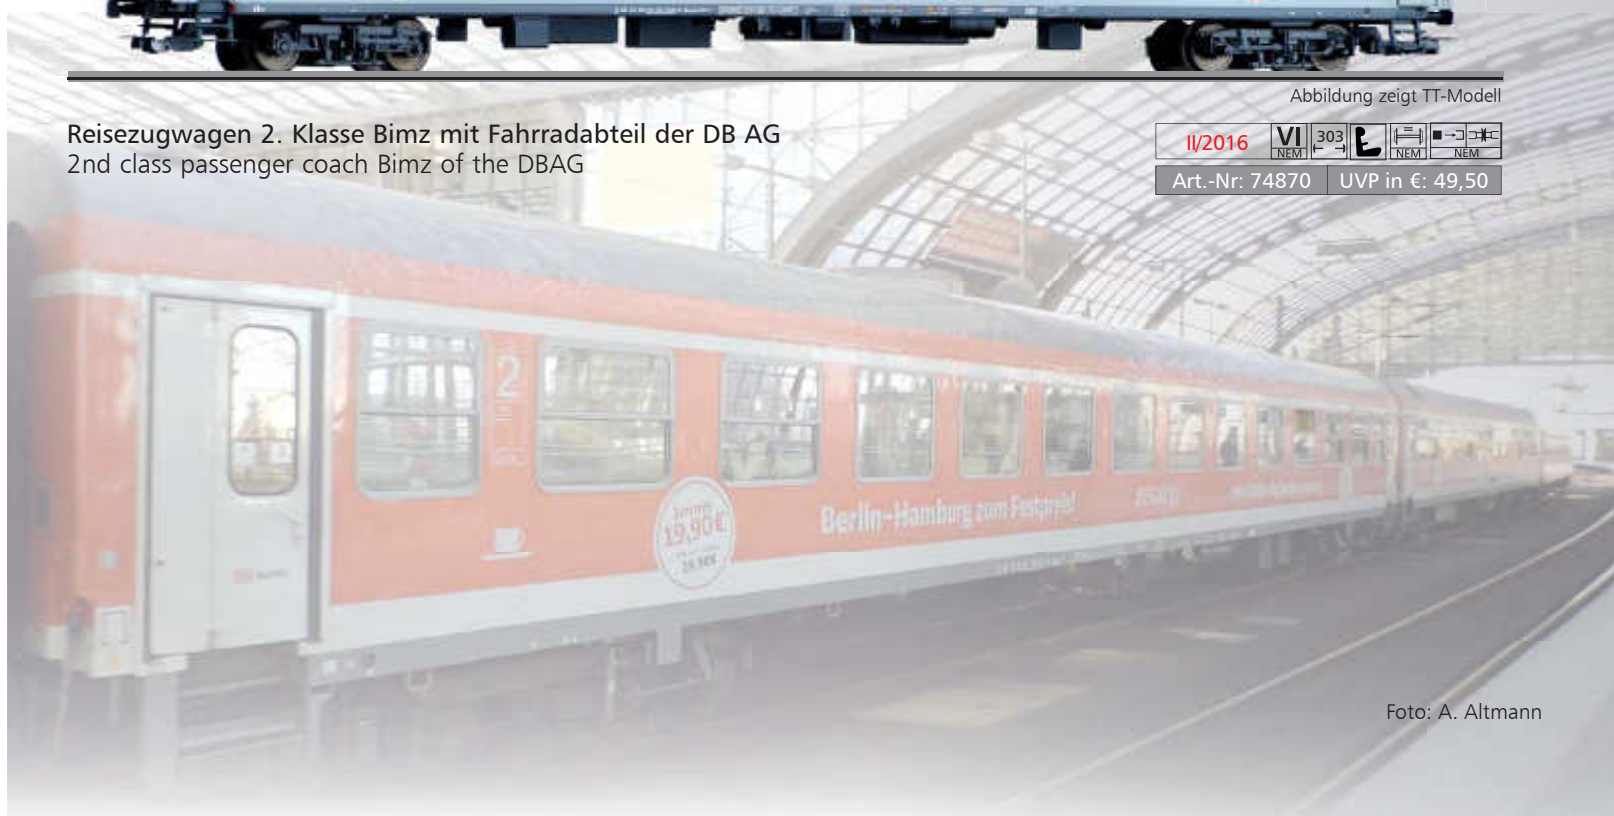 Abbildung zeigt TT-Modell
Reisezugwagen 2. Klasse Bimz mit Fahrradabteil der DB AG
2nd class passenger coach Bimz of the DBAG
II/2016
VI
NEM
303
NEM
NEM
Art.-Nr: 74870
UVP in €: 49,50
2
19,90 €
Berlin-Hamburg zum Festpreis!
Foto: A. Altmann